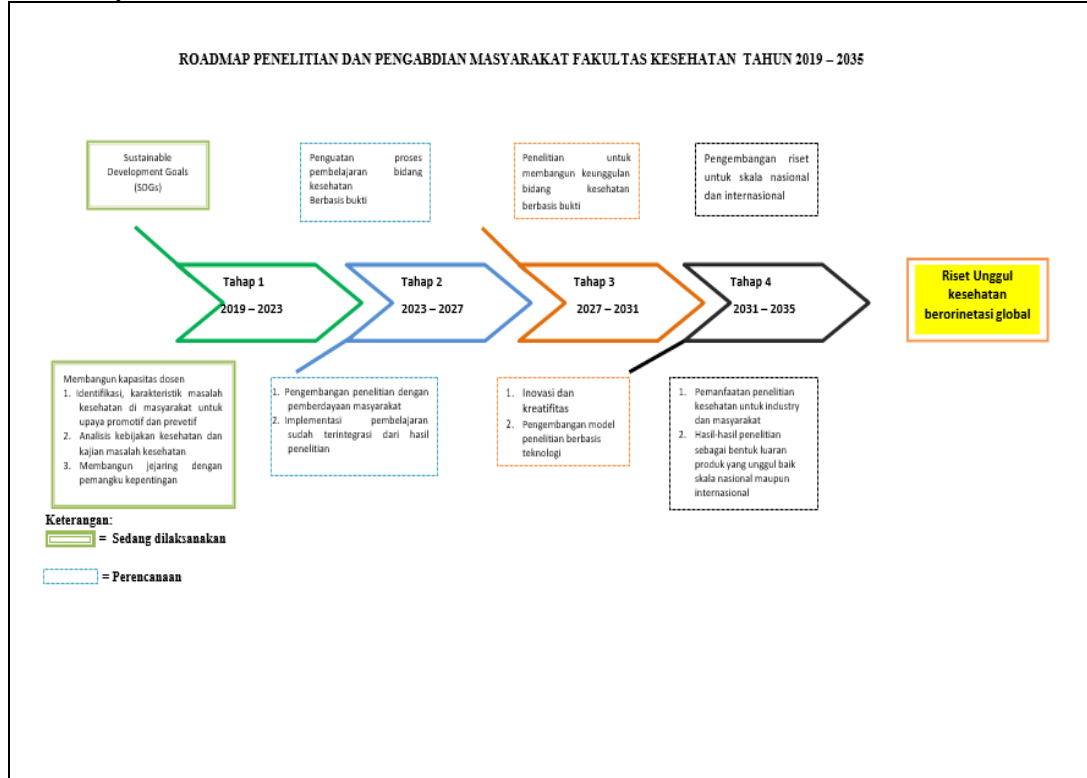 ROADMAP PENELITIAN DAN PENGABDIAN MASYARAKAT FAKULTAS KESEHATAN TAHUN 2019 – 2035
Sustainable
Development Goals
(SDGs)
Penguatan proses
pembelajaran bidang
kesehatan
Berbasis bukti
Penelitian untuk
membangun keunggulan
bidang kesehatan
berbasis bukti
Pengembangan riset
untuk skala nasional
dan internasional
Tahap 1
2019 – 2023
Tahap 2
2023 – 2027
Tahap 3
2027 – 2031
Tahap 4
2031 – 2035
Riset Unggul
kesehatan
berorinetasi global
Membangun kapasitas dosen
1. Identifikasi, karakteristik masalah
kesehatan di masyarakat untuk
upaya promotif dan prevetif
2. Analisis kebijakan kesehatan dan
kajian masalah kesehatan
3. Membangun jejaring dengan
pemangku kepentingan
1. Pengembangan penelitian dengan
pemberdayaan masyarakat
2. Implementasi pembelajaran
sudah terintegrasi dari hasil
penelitian
1. Inovasi dan
kreatifitas
2. Pengembangan model
penelitian berbasis
teknologi
1. Pemanfaatan penelitian
kesehatan untuk industry
dan masyarakat
2. Hasil-hasil penelitian
sebagai bentuk luaran
produk yang unggul baik
skala nasional maupun
internasional
Keterangan:
= Sedang dilaksanakan
= Perencanaan